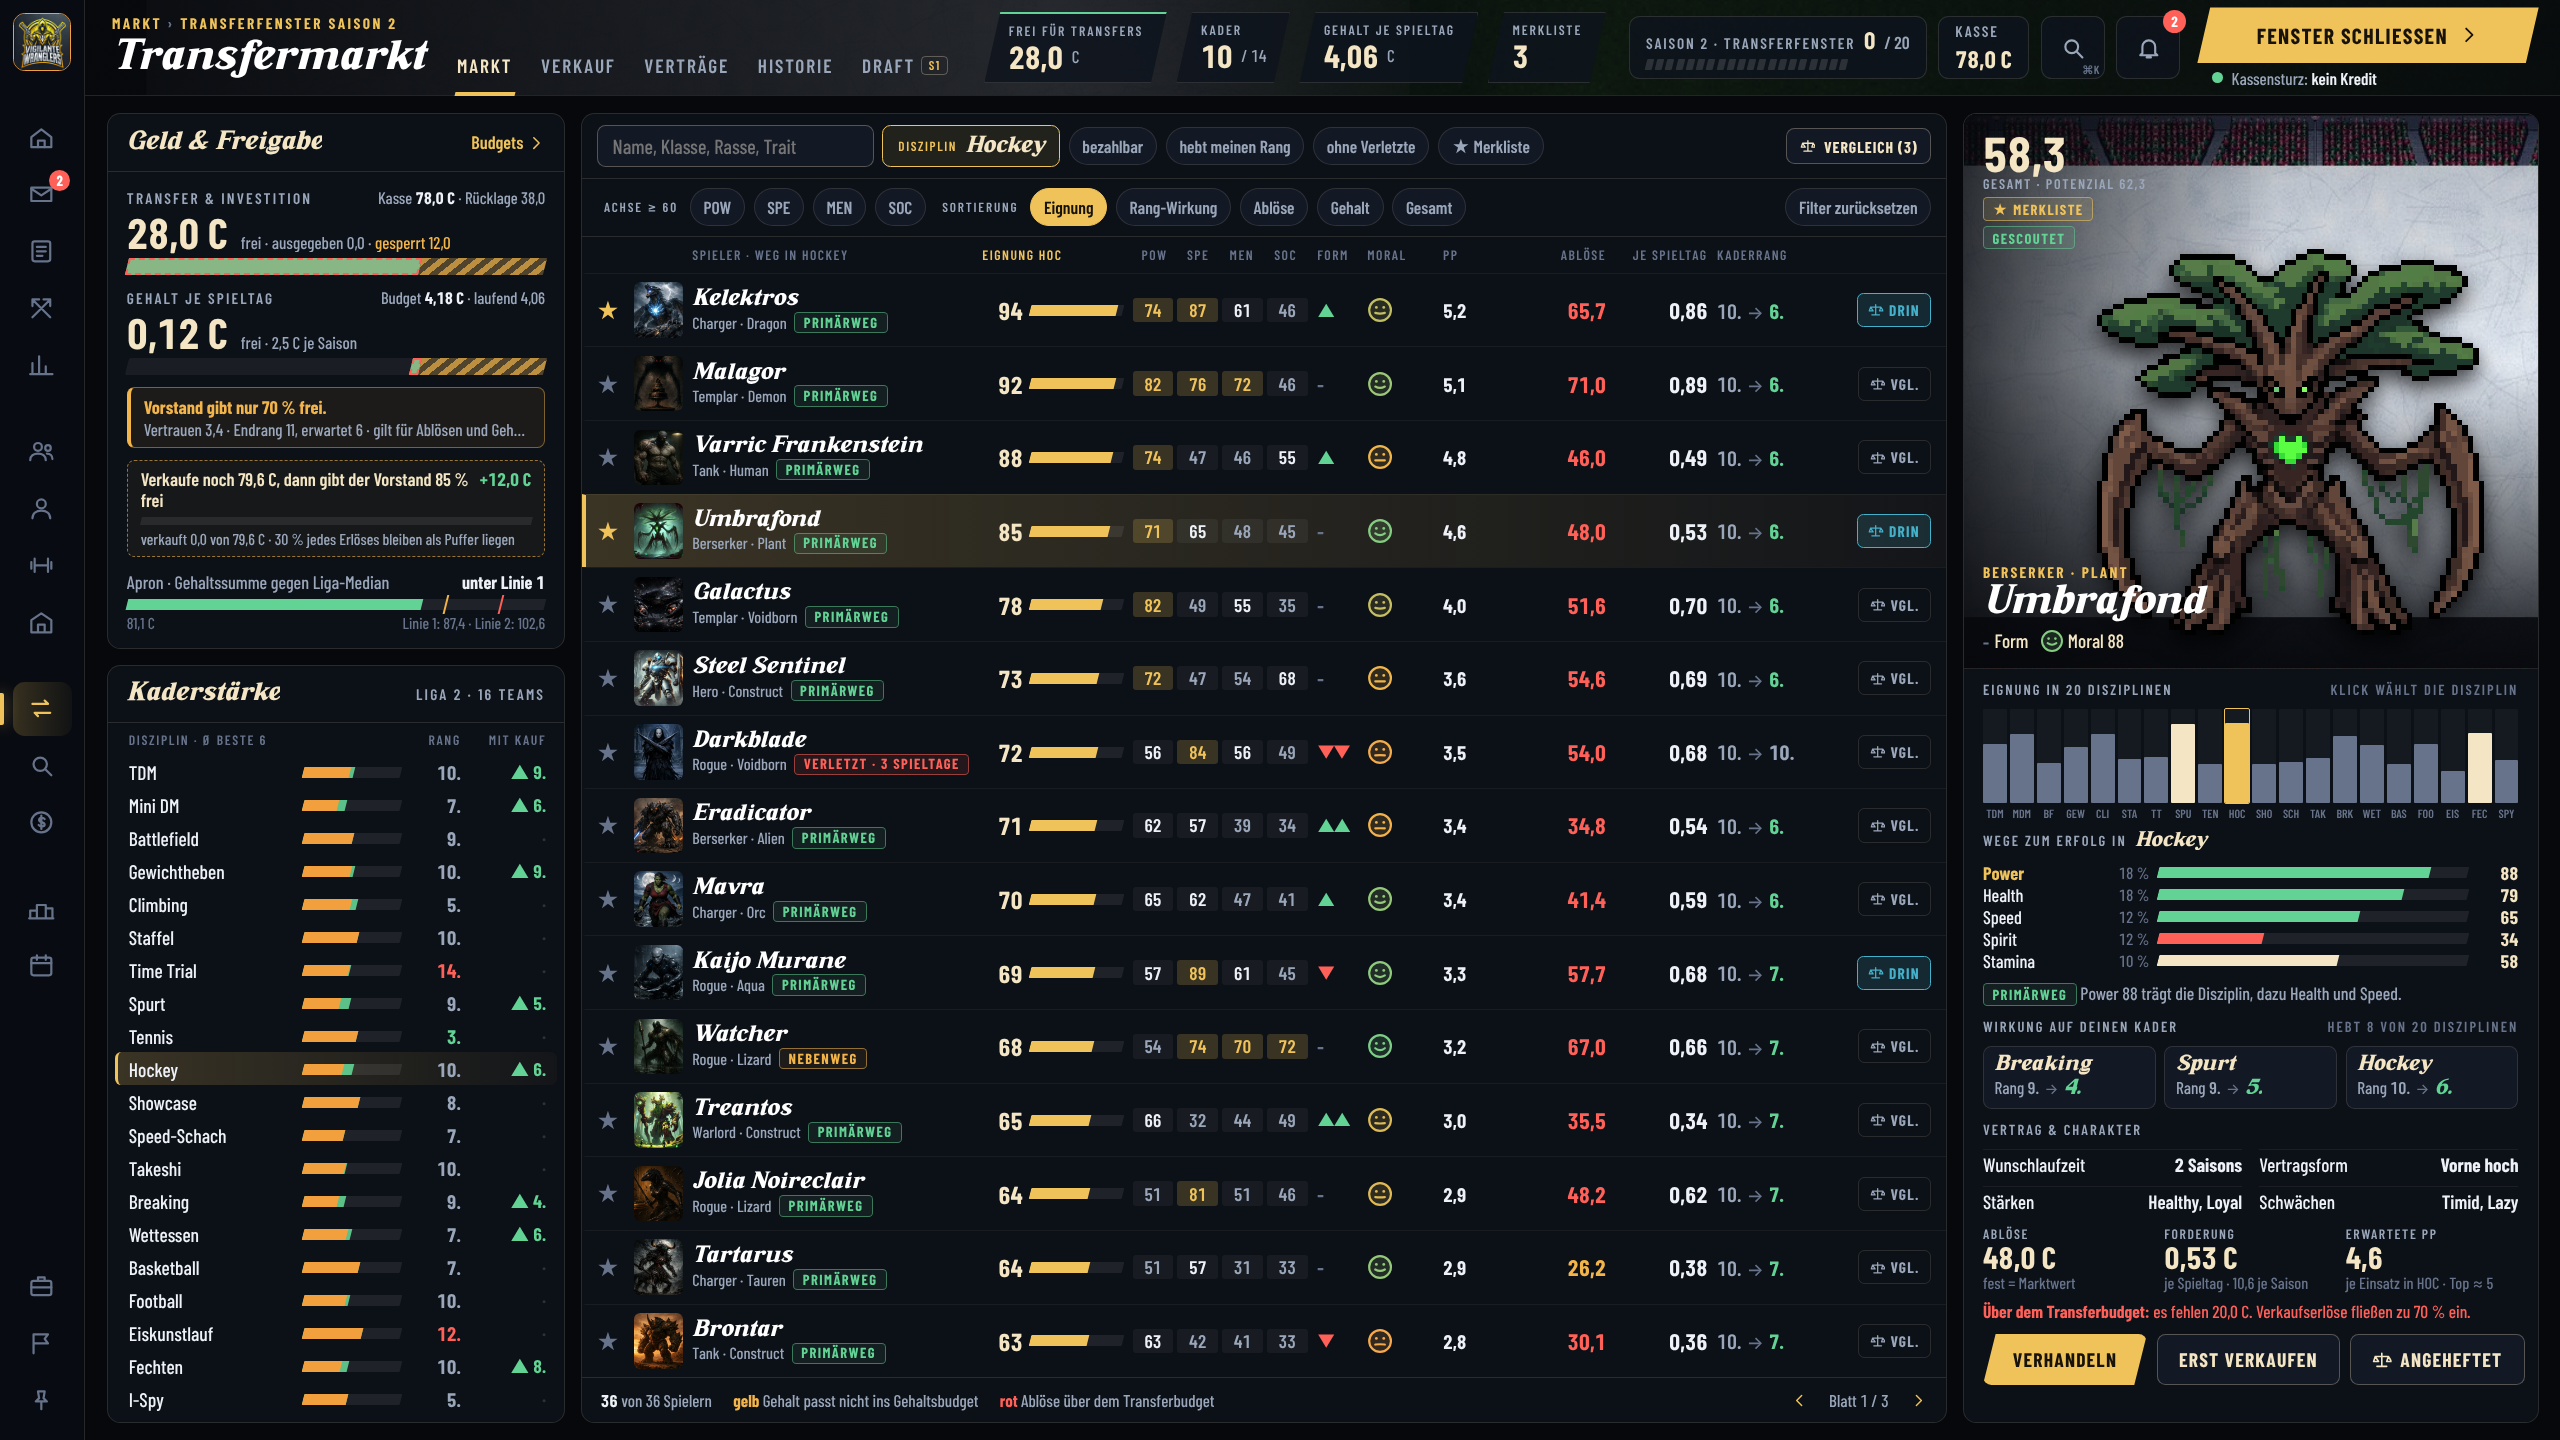 VIGILANTE WRANGLERS
MARKT › TRANSFERFENSTER SAISON 2
Transfermarkt
MARKT VERKAUF VERTRÄGE HISTORIE DRAFT S1
FREI FÜR TRANSFERS
28,0 C
KADER
10 / 14
GEHALT JE SPIELTAG
4,06 C
MERKLISTE
3
SAISON 2 · TRANSFERFENSTER 0 / 20
KASSE
78,0 C
⌘K
2
FENSTER SCHLIESSEN
Kassensturz: kein Kredit
2
Geld & Freigabe Budgets
TRANSFER & INVESTITION Kasse 78,0 C · Rücklage 38,0
28,0 C frei · ausgegeben 0,0 · gesperrt 12,0
GEHALT JE SPIELTAG Budget 4,18 C · laufend 4,06
0,12 C frei · 2,5 C je Saison
Vorstand gibt nur 70 % frei.
Vertrauen 3,4 · Endrang 11, erwartet 6 · gilt für Ablösen und Geh...
Verkaufe noch 79,6 C, dann gibt der Vorstand 85 % frei +12,0 C
verkauft 0,0 von 79,6 C · 30 % jedes Erlöses bleiben als Puffer liegen
Apron · Gehaltssumme gegen Liga-Median unter Linie 1
81,1 C Linie 1: 87,4 · Linie 2: 102,6
Kaderstärke LIGA 2 · 16 TEAMS
DISZIPLIN · Ø BESTE 6 RANG MIT KAUF
TDM 10. ▲ 9.
Mini DM 7. ▲ 6.
Battlefield 9. ·
Gewichtheben 10. ▲ 9.
Climbing 5. ·
Staffel 10. ·
Time Trial 14. ·
Spurt 9. ▲ 5.
Tennis 3. ·
Hockey 10. ▲ 6.
Showcase 8. ·
Speed-Schach 7. ·
Takeshi 10. ·
Breaking 9. ▲ 4.
Wettessen 7. ▲ 6.
Basketball 7. ·
Football 10. ·
Eiskunstlauf 12. ·
Fechten 10. ▲ 8.
I-Spy 5. ·
Name, Klasse, Rasse, Trait DISZIPLIN Hockey bezahlbar hebt meinen Rang ohne Verletzte ★ Merkliste VERGLEICH (3)
ACHSE ≥ 60 POW SPE MEN SOC SORTIERUNG Eignung Rang-Wirkung Ablöse Gehalt Gesamt Filter zurücksetzen
SPIELER · WEG IN HOCKEY EIGNUNG HOC POW SPE MEN SOC FORM MORAL PP ABLÖSE JE SPIELTAG KADERRANG
Kelektros
Charger · Dragon PRIMÄRWEG 94 74 87 61 46 ▲ 5,2 65,7 0,86 10. → 6. DRIN
Malagor
Templar · Demon PRIMÄRWEG 92 82 76 72 46 - 5,1 71,0 0,89 10. → 6. VGL.
Varric Frankenstein
Tank · Human PRIMÄRWEG 88 74 47 46 55 ▲ 4,8 46,0 0,49 10. → 6. VGL.
Umbrafond
Berserker · Plant PRIMÄRWEG 85 71 65 48 45 - 4,6 48,0 0,53 10. → 6. DRIN
Galactus
Templar · Voidborn PRIMÄRWEG 78 82 49 55 35 - 4,0 51,6 0,70 10. → 6. VGL.
Steel Sentinel
Hero · Construct PRIMÄRWEG 73 72 47 54 68 - 3,6 54,6 0,69 10. → 6. VGL.
Darkblade
Rogue · Voidborn VERLETZT · 3 SPIELTAGE 72 56 84 56 49 ▼▼ 3,5 54,0 0,68 10. → 10. VGL.
Eradicator
Berserker · Alien PRIMÄRWEG 71 62 57 39 34 ▲▲ 3,4 34,8 0,54 10. → 6. VGL.
Mavra
Charger · Orc PRIMÄRWEG 70 65 62 47 41 ▲ 3,4 41,4 0,59 10. → 6. VGL.
Kaijo Murane
Rogue · Aqua PRIMÄRWEG 69 57 89 61 45 ▼ 3,3 57,7 0,68 10. → 7. DRIN
Watcher
Rogue · Lizard NEBENWEG 68 54 74 70 72 - 3,2 67,0 0,66 10. → 7. VGL.
Treantos
Warlord · Construct PRIMÄRWEG 65 66 32 44 49 ▲▲ 3,0 35,5 0,34 10. → 7. VGL.
Jolia Noireclair
Rogue · Lizard PRIMÄRWEG 64 51 81 51 46 - 2,9 48,2 0,62 10. → 7. VGL.
Tartarus
Charger · Tauren PRIMÄRWEG 64 51 57 31 33 - 2,9 26,2 0,38 10. → 7. VGL.
Brontar
Tank · Construct PRIMÄRWEG 63 63 42 41 33 ▼ 2,8 30,1 0,36 10. → 7. VGL.
36 von 36 Spielern gelb Gehalt passt nicht ins Gehaltsbudget rot Ablöse über dem Transferbudget Blatt 1 / 3
58,3
GESAMT · POTENZIAL 62,3
★ MERKLISTE
GESCOUTET
BERSERKER · PLANT
Umbrafond
- Form Moral 88
EIGNUNG IN 20 DISZIPLINEN KLICK WÄHLT DIE DISZIPLIN
TDM MDM BF GEW CLI STA TT SPU TEN HOC SHO SCH TAK BRK WET BAS FOO EIS FEC SPY
WEGE ZUM ERFOLG IN Hockey
Power 18 % 88
Health 18 % 79
Speed 12 % 65
Spirit 12 % 34
Stamina 10 % 58
PRIMÄRWEG Power 88 trägt die Disziplin, dazu Health und Speed.
WIRKUNG AUF DEINEN KADER HEBT 8 VON 20 DISZIPLINEN
Breaking Spurt Hockey
Rang 9. → 4. Rang 9. → 5. Rang 10. → 6.
VERTRAG & CHARAKTER
Wunschlaufzeit 2 Saisons Vertragsform Vorne hoch
Stärken Healthy, Loyal Schwächen Timid, Lazy
ABLÖSE FORDERUNG ERWARTETE PP
48,0 C 0,53 C 4,6
fest = Marktwert je Spieltag · 10,6 je Saison je Einsatz in HOC · Top ≈ 5
Über dem Transferbudget: es fehlen 20,0 C. Verkaufserlöse fließen zu 70 % ein.
VERHANDELN ERST VERKAUFEN ANGEHEFTET